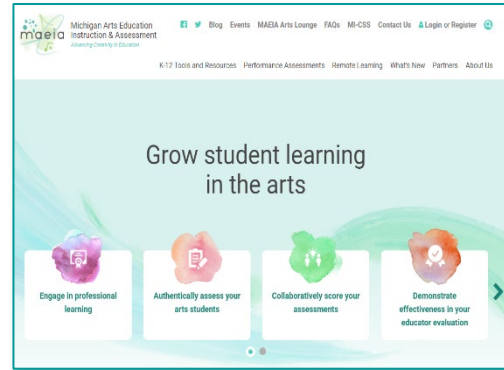 maeia
Michigan Arts Education
Instruction & Assessment
Advancing Creativity in Education
Blog Events MAEIA Arts Lounge FAQs MI-CSS Contact Us Login or Register
K-12 Tools and Resources Performance Assessments Remote Learning What's New Partners About Us
Grow student learning
in the arts
Engage in professional
learning
Authentically assess your
arts students
Collaboratively score your
assessments
Demonstrate
effectiveness in your
educator evaluation